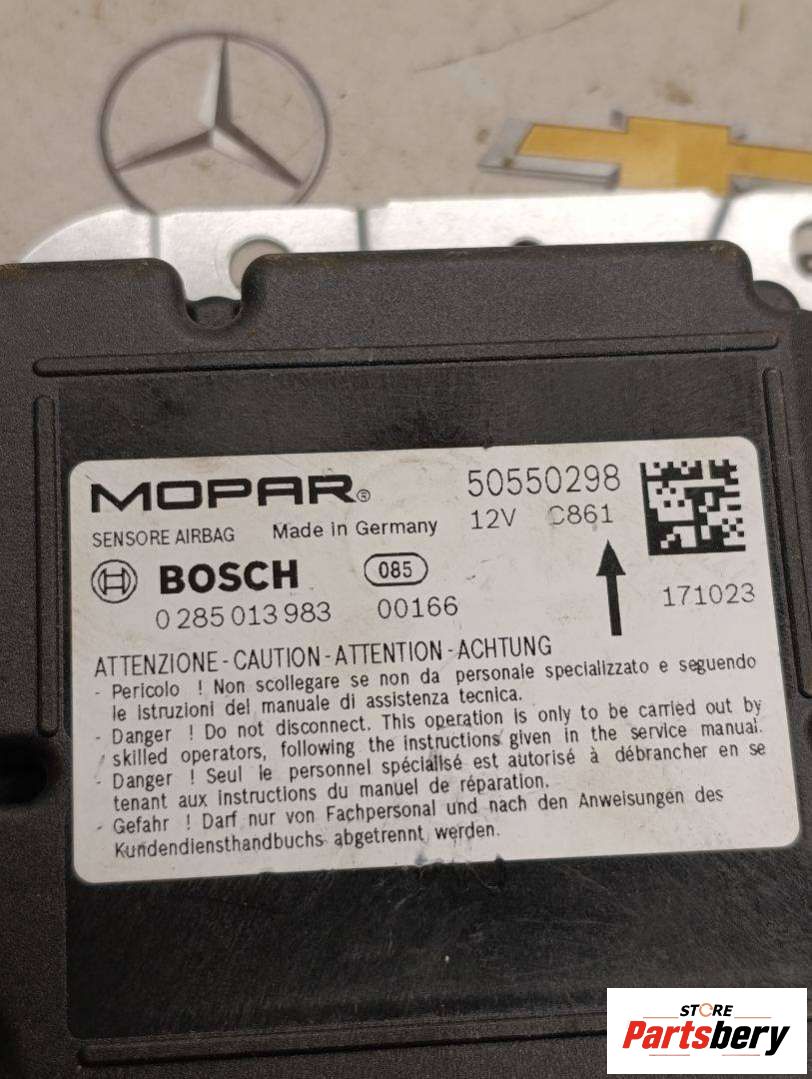 MOPAR®
50550298
SENSORE AIRBAG Made in Germany
12V C861
BOSCH 085
0 285 013 983 00166
171023
ATTENZIONE - CAUTION - ATTENTION - ACHTUNG
- Pericolo ! Non scollegare se non da personale specializzato e seguendo
le istruzioni del manuale di assistenza tecnica.
- Danger ! Do not disconnect. This operation is only to be carried out by
skilled operators, following the instructions given in the service manual.
- Danger ! Seul le personnel spécialisé est autorisé à débrancher en se
tenant aux instructions du manuel de réparation.
- Gefahr ! Darf nur von Fachpersonal und nach den Anweisungen des
Kundendiensthandbuchs abgetrennt werden.
STORE
Partsbery